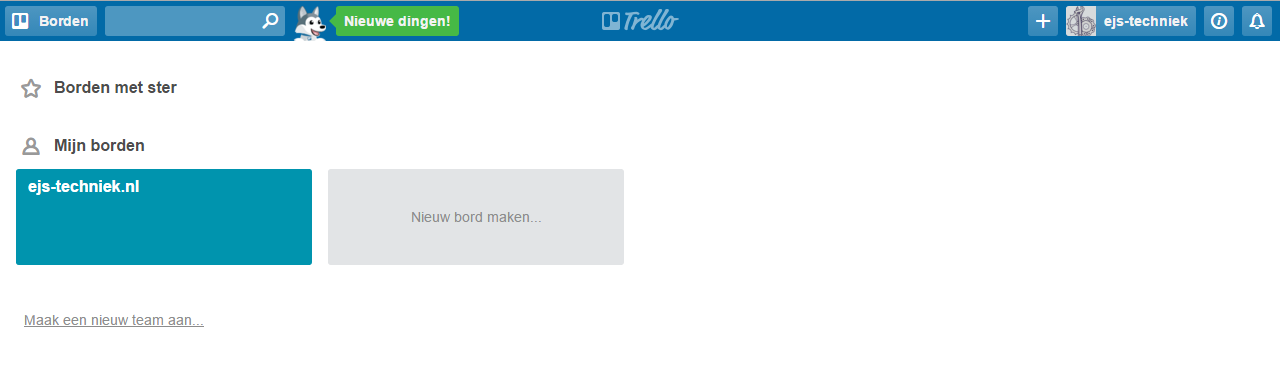 Borden
Nieuwe dingen!
Trello
ejs-techniek
Borden met ster
Mijn borden
ejs-techniek.nl
Nieuw bord maken...
Maak een nieuw team aan...